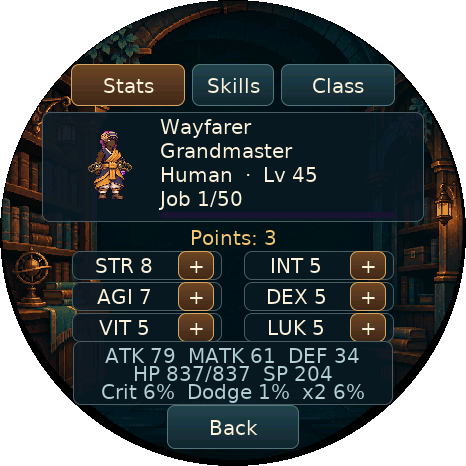 Stats Skills Class
Wayfarer
Grandmaster
Human · Lv 45
Job 1/50
Points: 3
STR 8 + INT 5 +
AGI 7 + DEX 5 +
VIT 5 + LUK 5 +
ATK 79 MATK 61 DEF 34
HP 837/837 SP 204
Crit 6% Dodge 1% x2 6%
Back